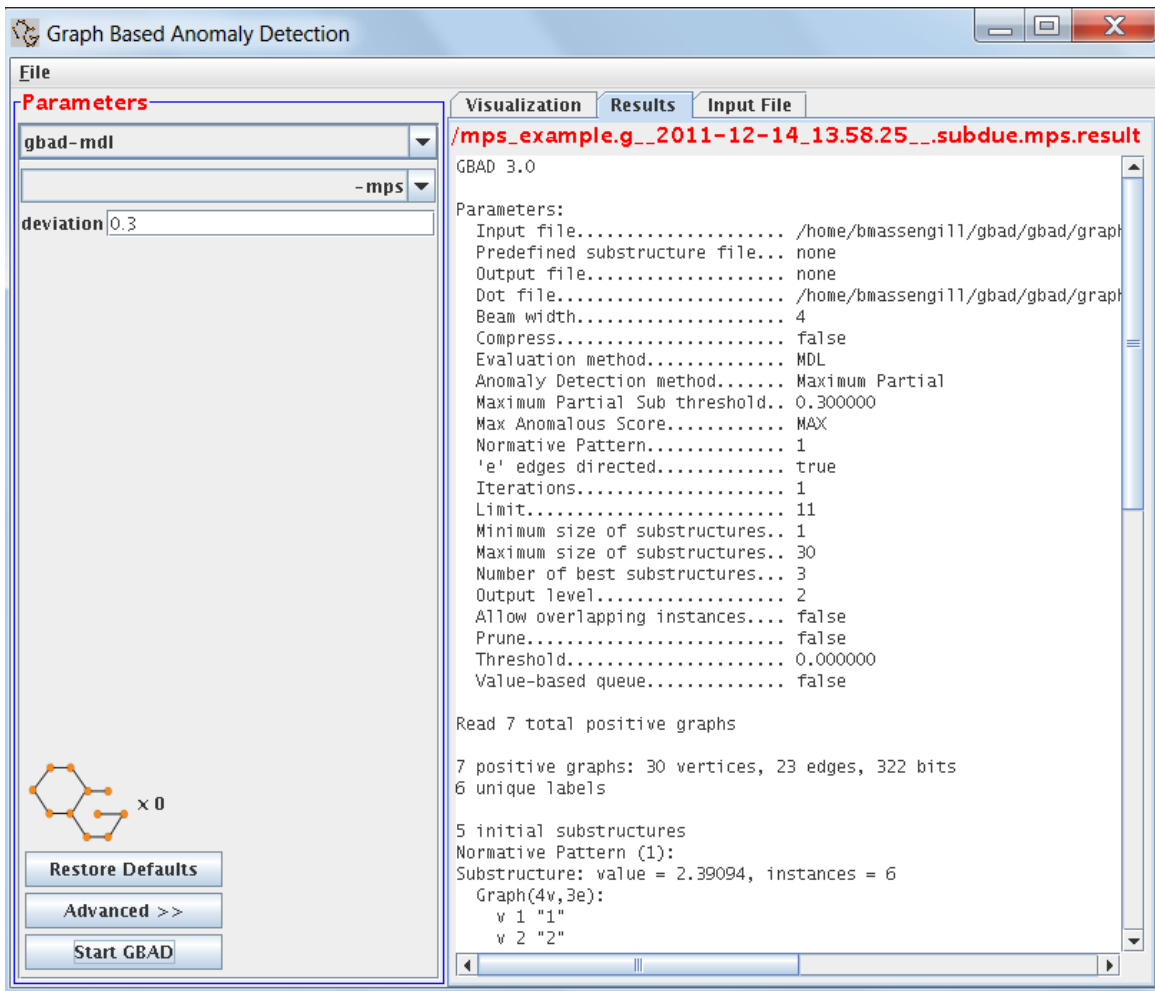 Graph Based Anomaly Detection
File
Parameters
gbad-mdl
-mps
deviation 0.3
x 0
Restore Defaults
Advanced >>
Start GBAD
Visualization Results Input File
/mps_example.g__2011-12-14_13.58.25__.subdue.mps.result
GBAD 3.0
Parameters:
Input file..................... /home/bmassengill/gbad/gbad/graph
Predefined substructure file... none
Output file.................... none
Dot file....................... /home/bmassengill/gbad/gbad/graph
Beam width..................... 4
Compress....................... false
Evaluation method.............. MDL
Anomaly Detection method....... Maximum Partial
Maximum Partial Sub threshold.. 0.300000
Max Anomalous Score............ MAX
Normative Pattern.............. 1
'e' edges directed............. true
Iterations..................... 1
Limit.......................... 11
Minimum size of substructures.. 1
Maximum size of substructures.. 30
Number of best substructures... 3
Output level................... 2
Allow overlapping instances.... false
Prune.......................... false
Threshold...................... 0.000000
Value-based queue.............. false
Read 7 total positive graphs
7 positive graphs: 30 vertices, 23 edges, 322 bits
6 unique labels
5 initial substructures
Normative Pattern (1):
Substructure: value = 2.39094, instances = 6
Graph(4v,3e):
v 1 "1"
v 2 "2"